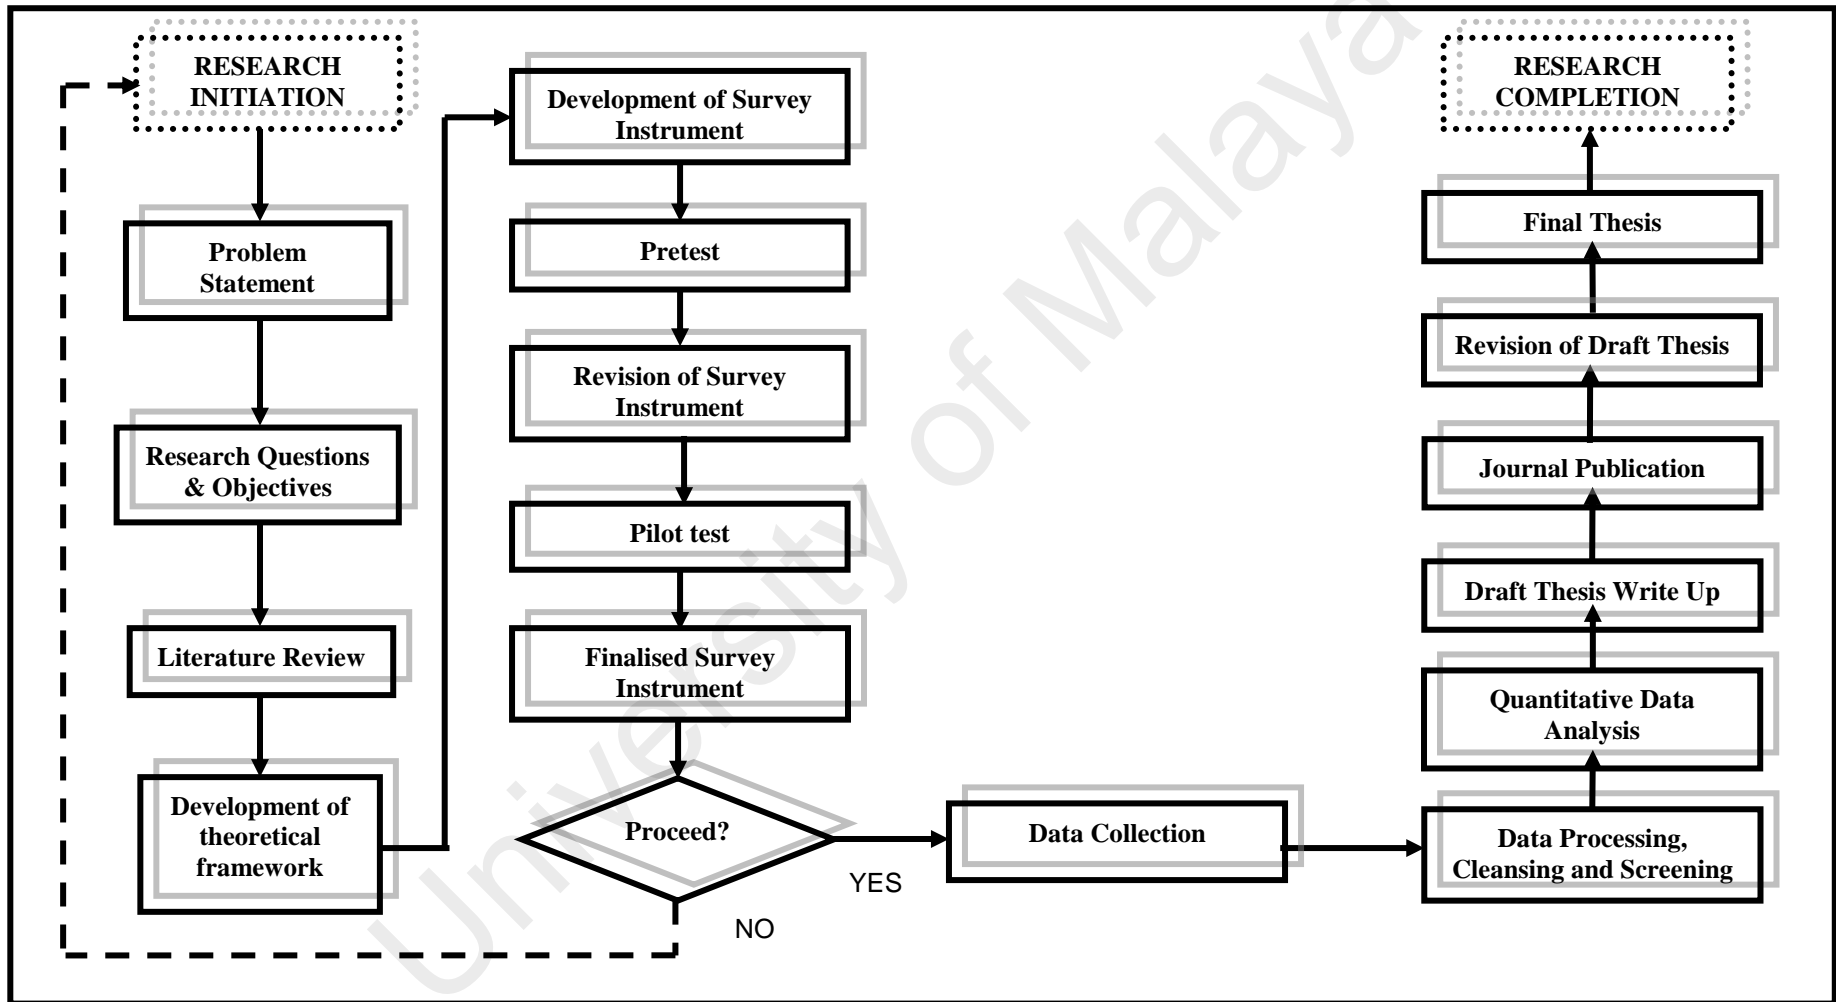 RESEARCH
INITIATION
Problem
Statement
Research Questions
& Objectives
Literature Review
Development of
theoretical
framework
Development of Survey
Instrument
Pretest
Revision of Survey
Instrument
Pilot test
Finalised Survey
Instrument
Proceed?
YES
NO
Data Collection
Data Processing,
Cleansing and Screening
Quantitative Data
Analysis
Draft Thesis Write Up
Journal Publication
Revision of Draft Thesis
Final Thesis
RESEARCH
COMPLETION
University of Malaya